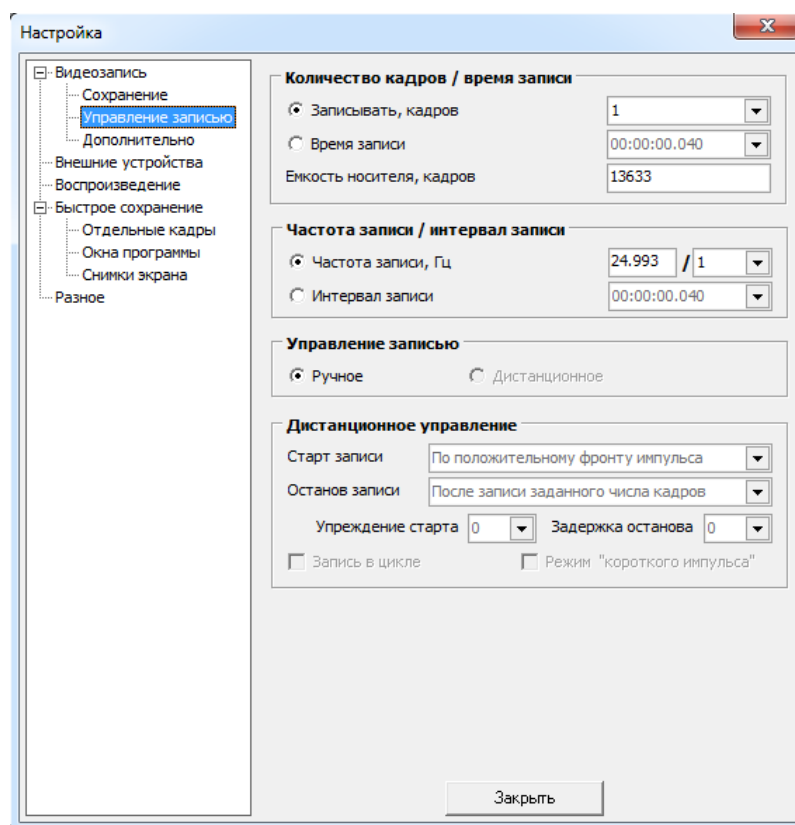 Настройка
Видеозапись
Сохранение
Управление записью
Дополнительно
Внешние устройства
Воспроизведение
Быстрое сохранение
Отдельные кадры
Окна программы
Снимки экрана
Разное
Количество кадров / время записи
Записывать, кадров 1
Время записи 00:00:00.040
Емкость носителя, кадров 13633
Частота записи / интервал записи
Частота записи, Гц 24.993 / 1
Интервал записи 00:00:00.040
Управление записью
Ручное Дистанционное
Дистанционное управление
Старт записи По положительному фронту импульса
Останов записи После записи заданного числа кадров
Упреждение старта 0 Задержка останова 0
Запись в цикле Режим "короткого импульса"
Закрыть